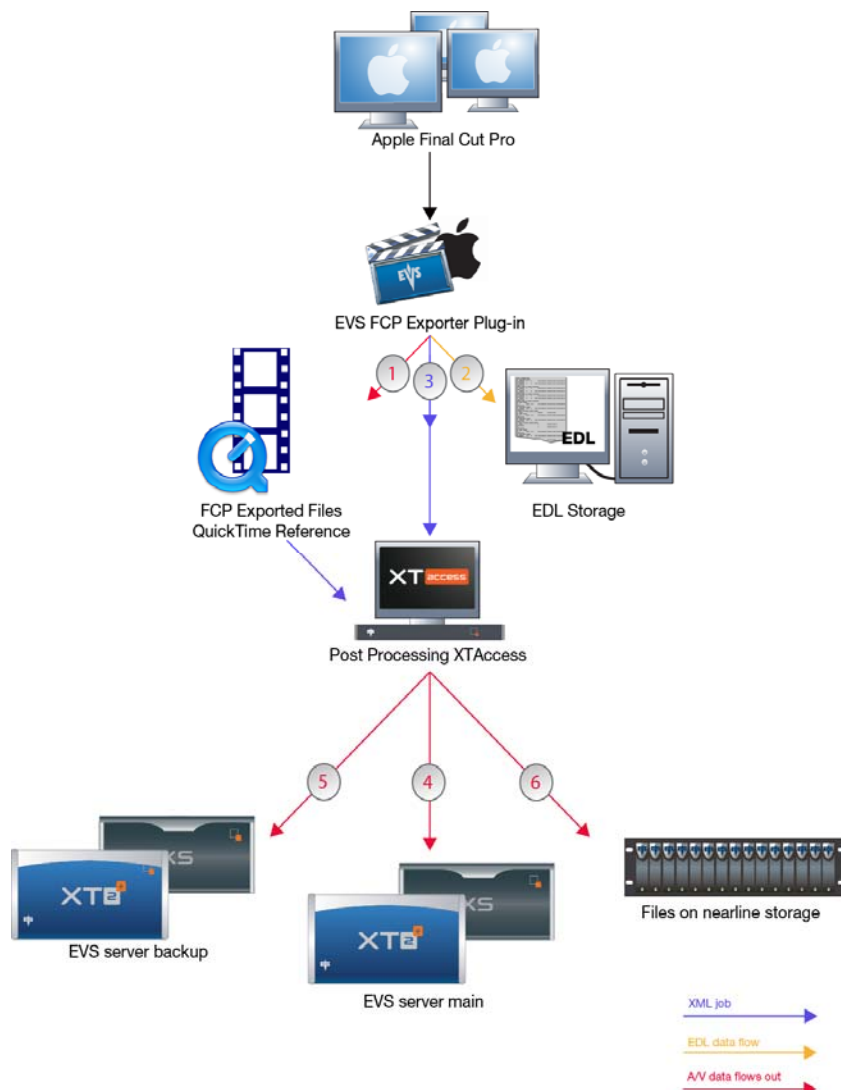 Apple Final Cut Pro
EVS
EVS FCP Exporter Plug-in
1
3
2
EDL
FCP Exported Files
QuickTime Reference
EDL Storage
XT access
Post Processing XTAccess
5
4
6
XS
XT2+
EVS server backup
XS
XT2+
EVS server main
Files on nearline storage
XML job
EDL data flow
A/V data flows out